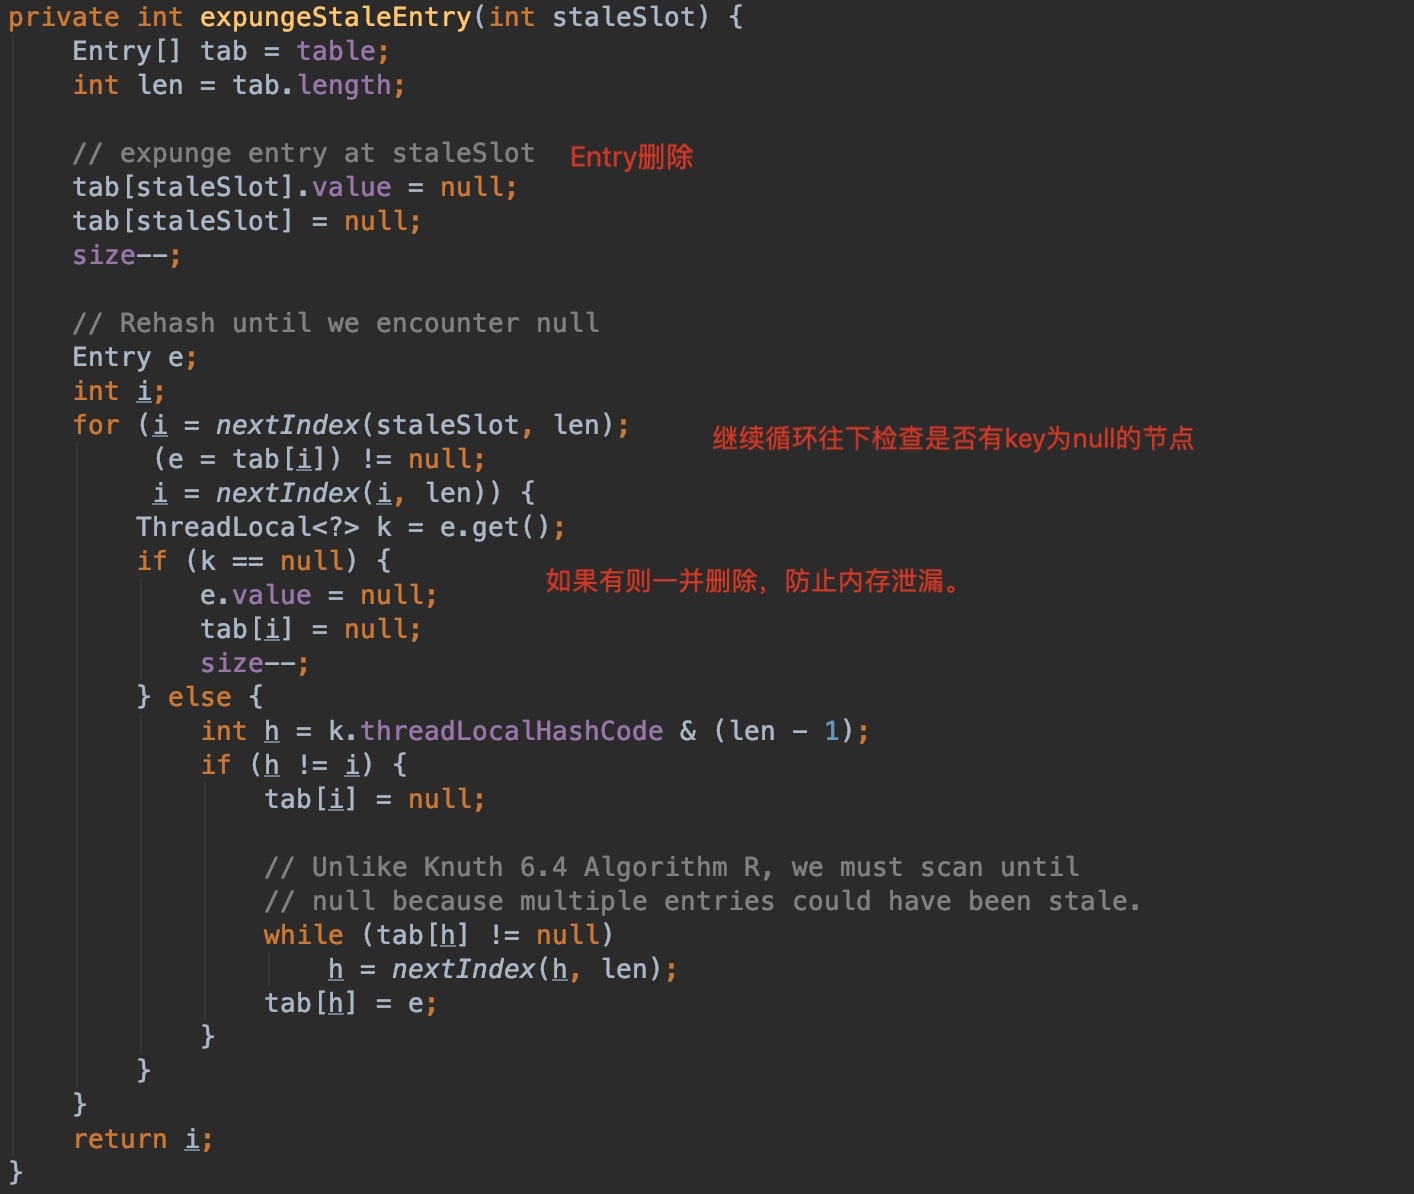 private int expungeStaleEntry(int staleSlot) {
    Entry[] tab = table;
    int len = tab.length;
    // expunge entry at staleSlot  Entry删除
    tab[staleSlot].value = null;
    tab[staleSlot] = null;
    size--;
    // Rehash until we encounter null
    Entry e;
    int i;
    for (i = nextIndex(staleSlot, len);  继续循环往下检查是否有key为null的节点
         (e = tab[i]) != null;
         i = nextIndex(i, len)) {
        ThreadLocal<?> k = e.get();
        if (k == null) {  如果有则一并删除，防止内存泄漏。
            e.value = null;
            tab[i] = null;
            size--;
        } else {
            int h = k.threadLocalHashCode & (len - 1);
            if (h != i) {
                tab[i] = null;
                // Unlike Knuth 6.4 Algorithm R, we must scan until
                // null because multiple entries could have been stale.
                while (tab[h] != null)
                    h = nextIndex(h, len);
                tab[h] = e;
            }
        }
    }
    return i;
}